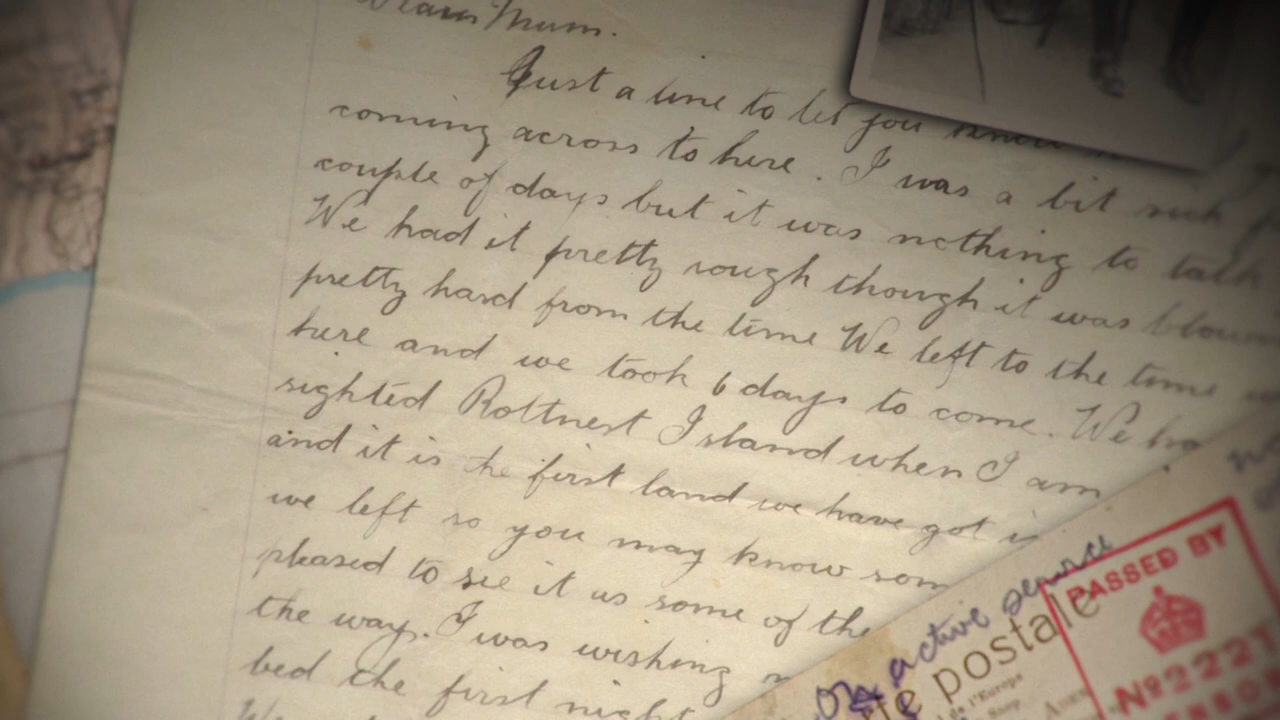 Dear Mum.
Just a line to let you know
coming across to here. I was a bit sick
couple of days but it was nothing to talk
We had it pretty rough though it was
pretty hard from the time We left to the time
here and we took 6 days to come. We
sighted Rottnest Island when I am
and it is the first land we have got
we left so you may know
pleased to see it as some of the
the way. I was wishing
bed the first night
On active service
postale
de l'Europe
PASSED BY
No 2221